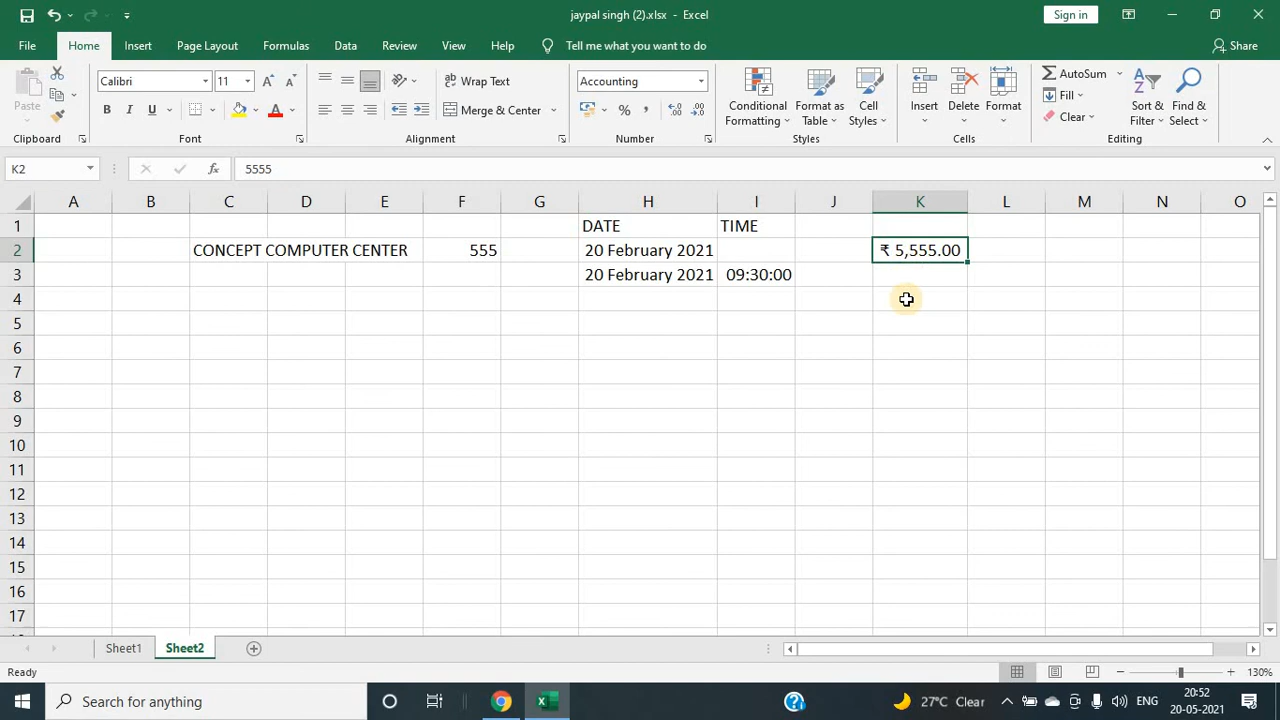 jaypal singh (2).xlsx - Excel
Sign in
File Home Insert Page Layout Formulas Data Review View Help Tell me what you want to do Share
Paste
Calibri 11
B I U A
Wrap Text
Merge & Center
Accounting
Conditional Formatting
Format as Table
Cell Styles
Insert Delete Format
AutoSum
Fill
Clear
Sort & Filter
Find & Select
Clipboard Font Alignment Number Styles Cells Editing
K2 fx 5555
A B C D E F G H I J K L M N O
1 DATE TIME
2 CONCEPT COMPUTER CENTER 555 20 February 2021 ₹ 5,555.00
3 20 February 2021 09:30:00
4
5
6
7
8
9
10
11
12
13
14
15
16
17
Sheet1 Sheet2
Ready 130%
Search for anything 27°C Clear ENG 20:52
20-05-2021